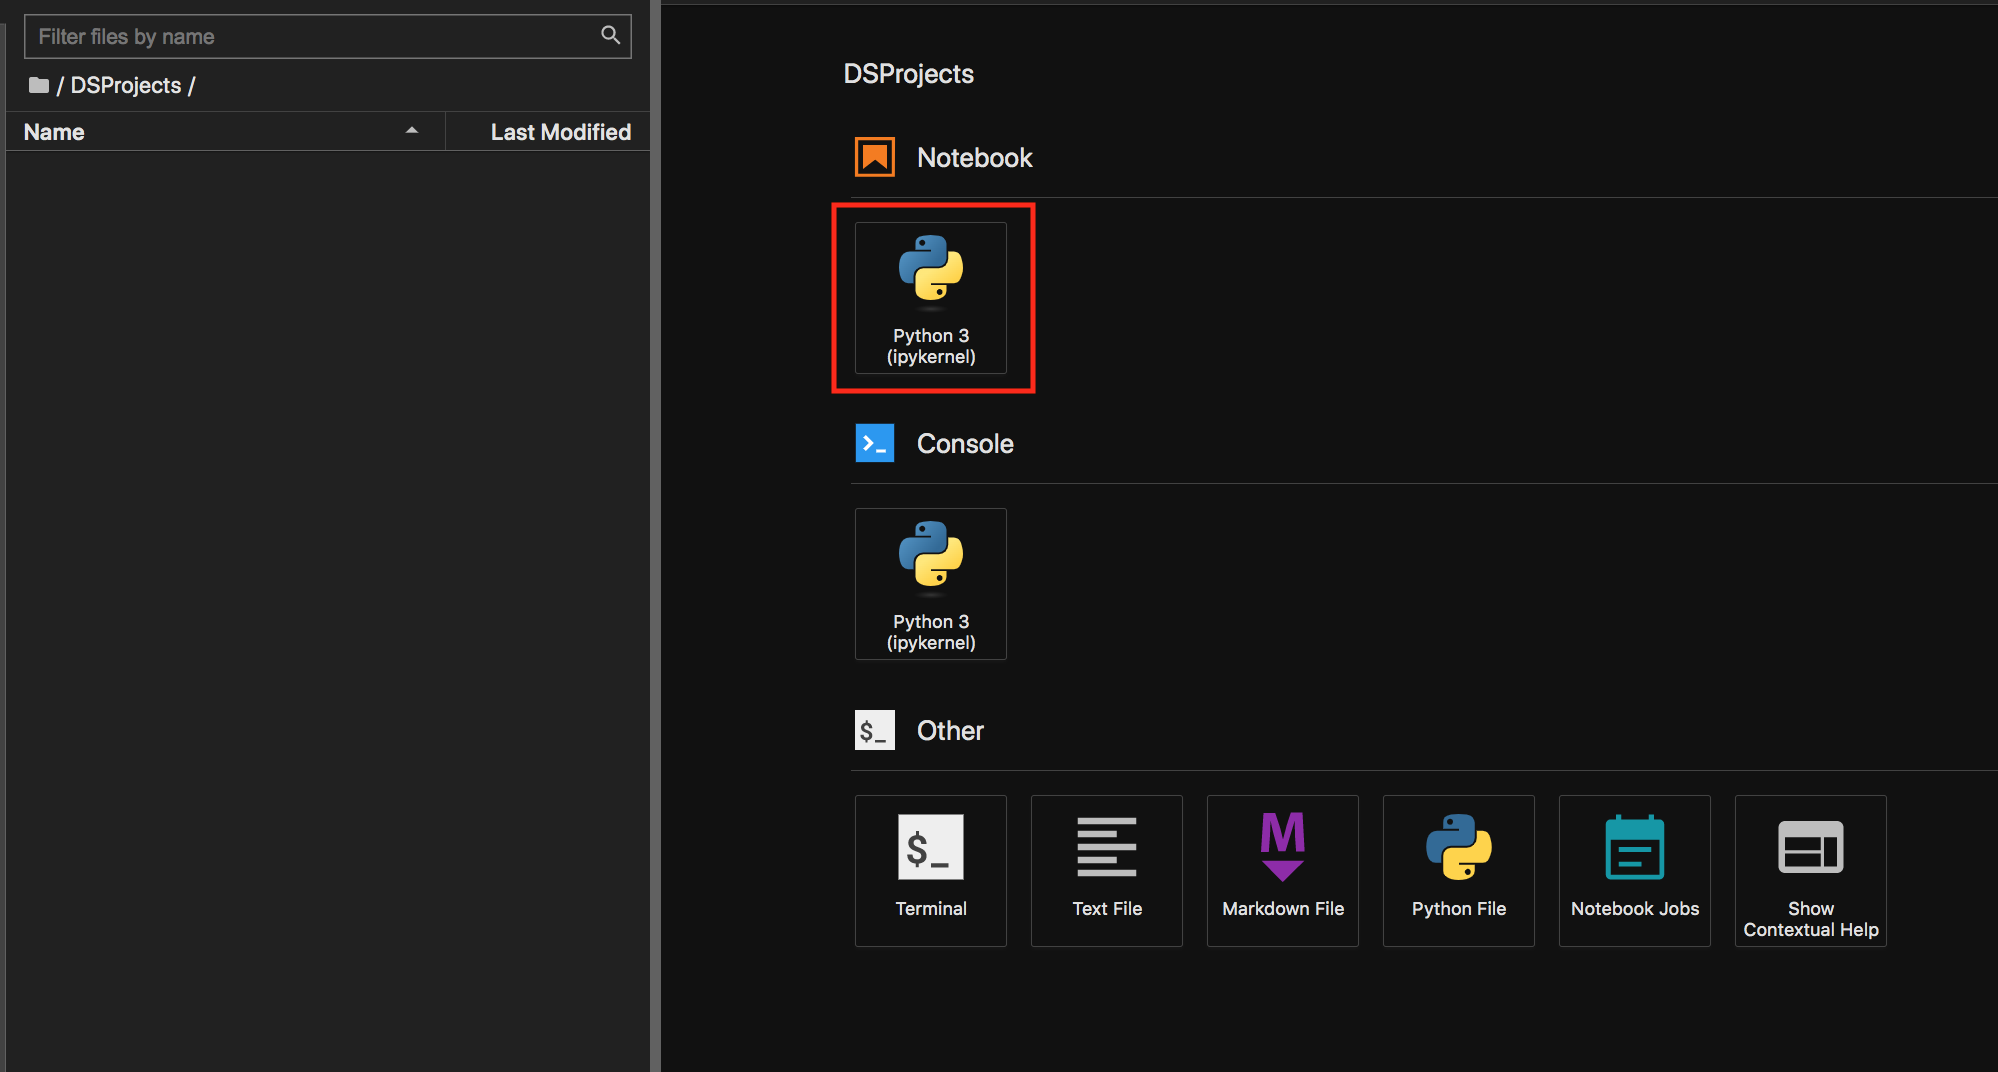 Filter files by name
/ DSProjects /
Name
Last Modified
DSProjects
Notebook
Python 3
(ipykernel)
Console
Python 3
(ipykernel)
$_ Other
$_
Terminal
Text File
M
Markdown File
Python File
Notebook Jobs
Show
Contextual Help